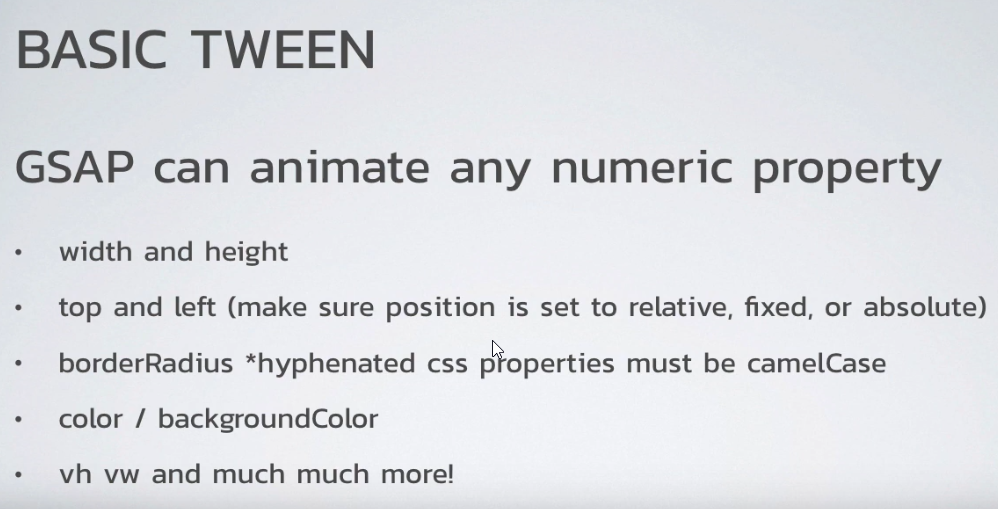 BASIC TWEEN
GSAP can animate any numeric property
• width and height
• top and left (make sure position is set to relative, fixed, or absolute)
• borderRadius *hyphenated css properties must be camelCase
• color / backgroundColor
• vh vw and much much more!